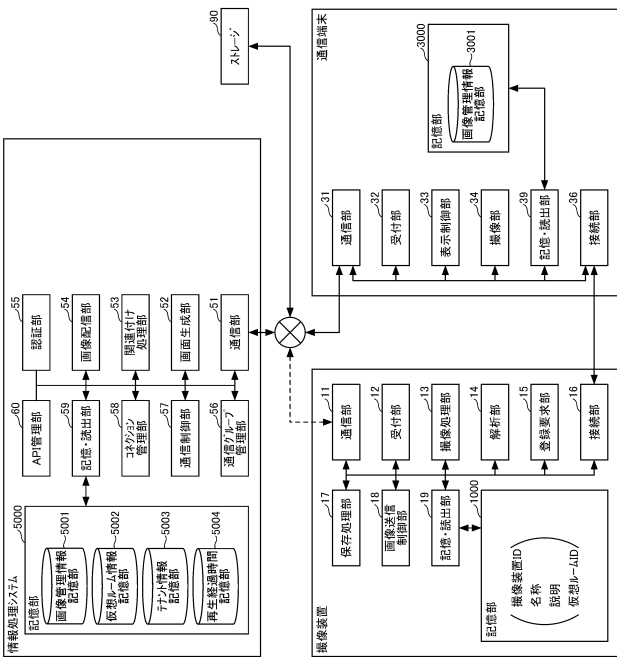 情報処理システム
記憶部
5000
画像管理情報
記憶部
5001
仮想ルーム情報
記憶部
5002
テナント情報
記憶部
5003
再生経過時間
記憶部
5004
API管理部
60
記憶・読出部
59
コネクション
管理部
58
通信制御部
57
通信グループ
管理部
56
認証部
55
画像配信部
54
関連付け
処理部
53
画面生成部
52
通信部
51
ストレージ
90
撮像装置
保存処理部
17
画像送信
制御部
18
記憶・読出部
19
記憶部
1000
撮像装置ID
名称
説明
仮想ルームID
通信部
11
受付部
12
撮像処理部
13
解析部
14
登録要求部
15
接続部
16
通信端末
通信部
31
受付部
32
表示制御部
33
撮像部
34
記憶・読出部
39
接続部
36
記憶部
3000
画像管理情報
記憶部
3001